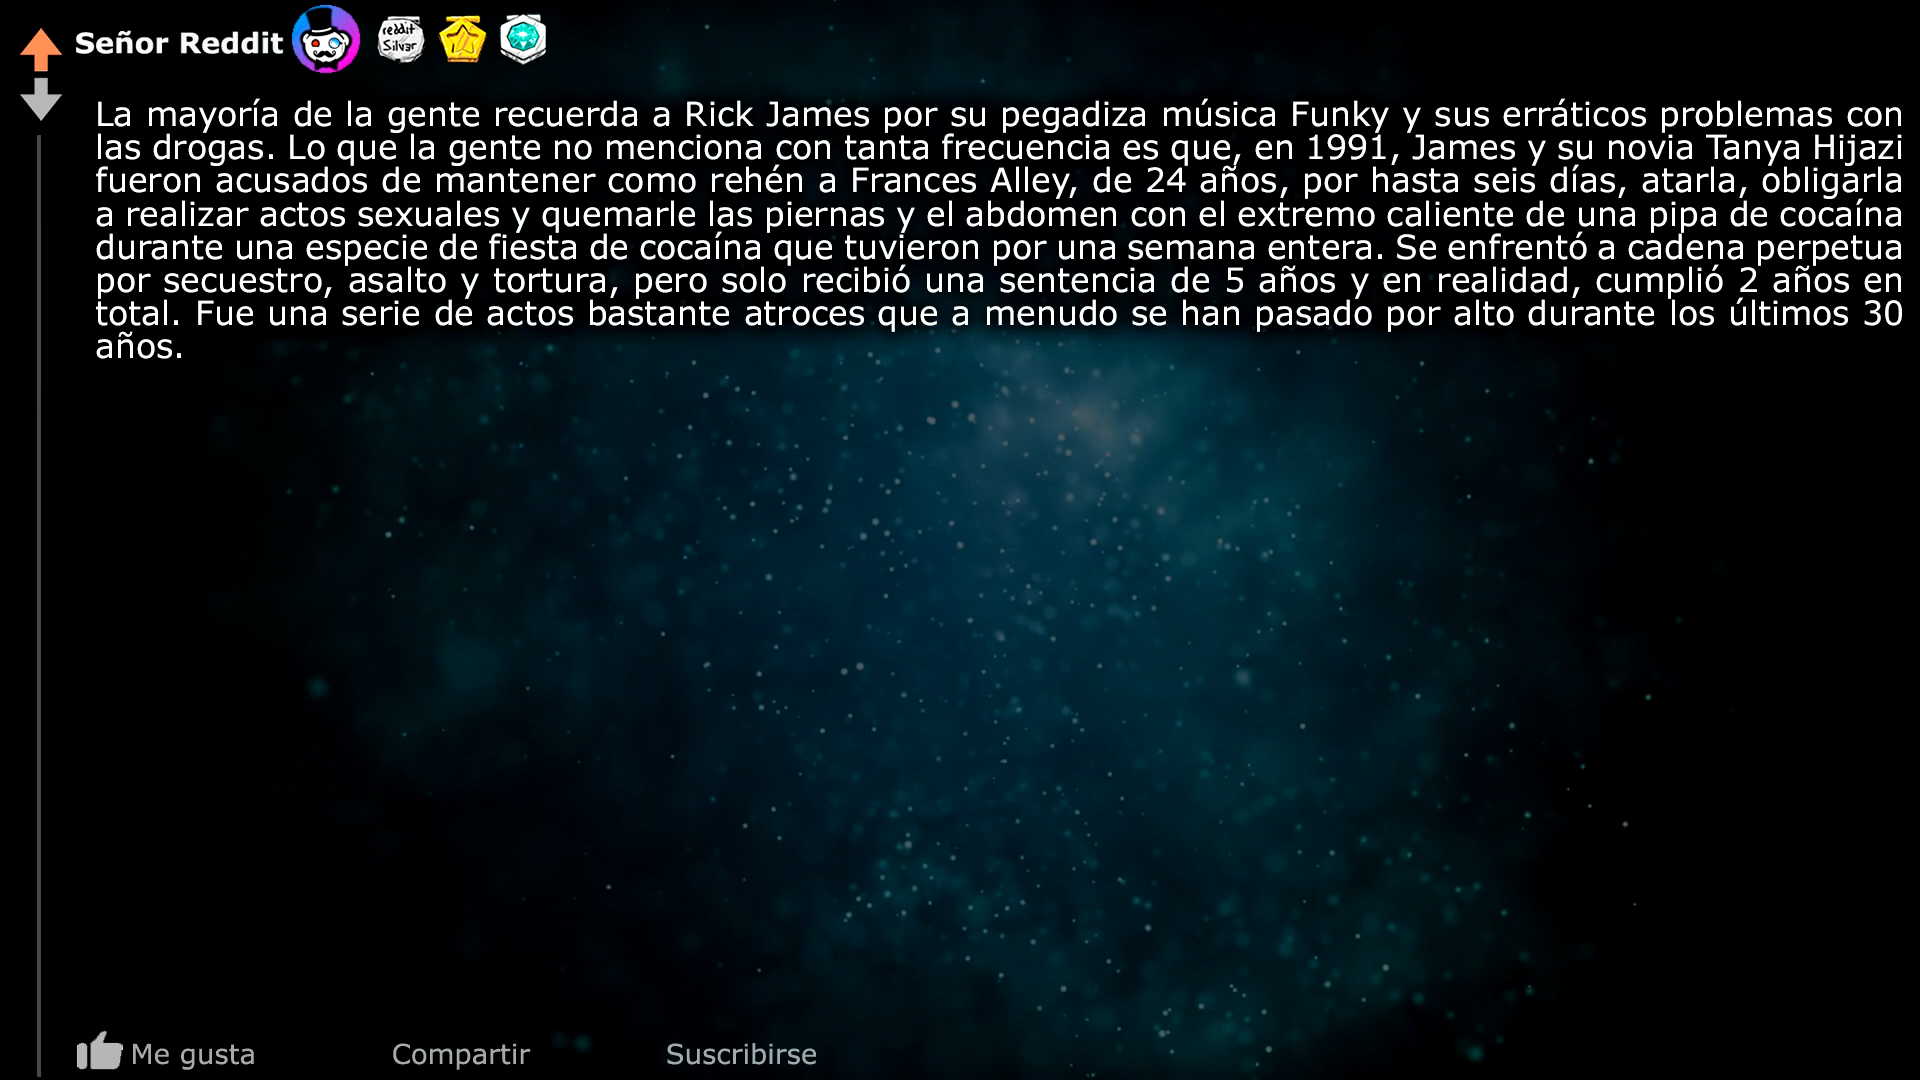 Señor Reddit
reddit
Silv3r
La mayoría de la gente recuerda a Rick James por su pegadiza música Funky y sus erráticos problemas con
las drogas. Lo que la gente no menciona con tanta frecuencia es que, en 1991, James y su novia Tanya Hijazi
fueron acusados de mantener como rehén a Frances Alley, de 24 años, por hasta seis días, atarla, obligarla
a realizar actos sexuales y quemarle las piernas y el abdomen con el extremo caliente de una pipa de cocaína
durante una especie de fiesta de cocaína que tuvieron por una semana entera. Se enfrentó a cadena perpetua
por secuestro, asalto y tortura, pero solo recibió una sentencia de 5 años y en realidad, cumplió 2 años en
total. Fue una serie de actos bastante atroces que a menudo se han pasado por alto durante los últimos 30
años.
Me gusta Compartir Suscribirse